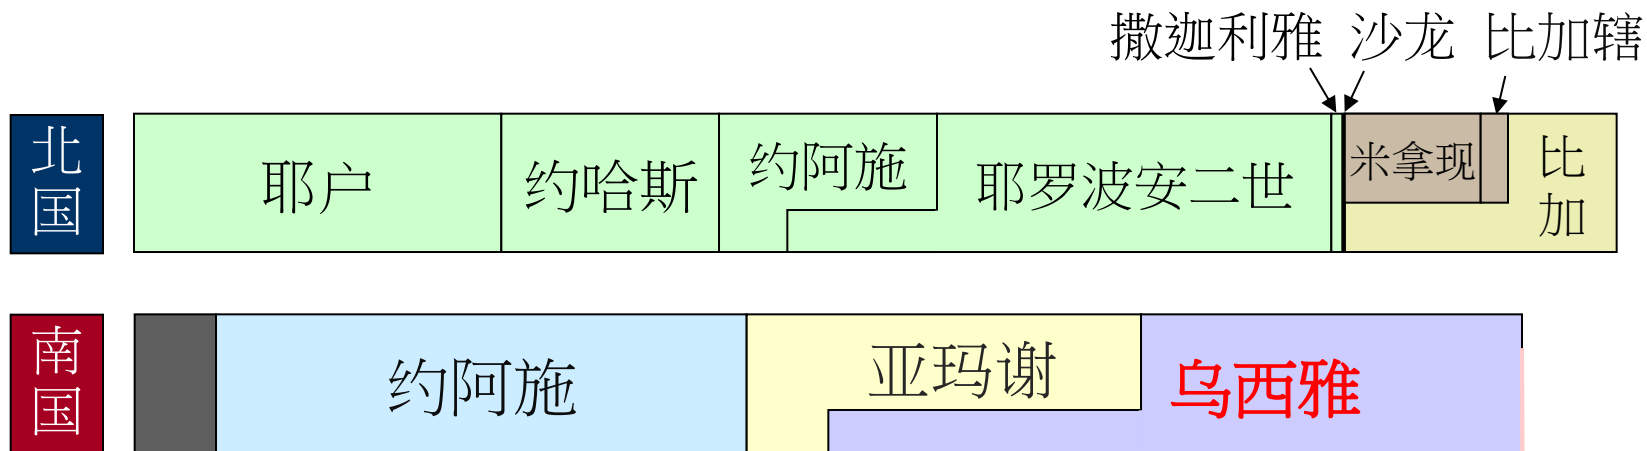 撒迦利雅 沙龙 比加辖
北国
耶户
约哈斯
约阿施
耶罗波安二世
米拿现
比加
南国
约阿施
亚玛谢
乌西雅